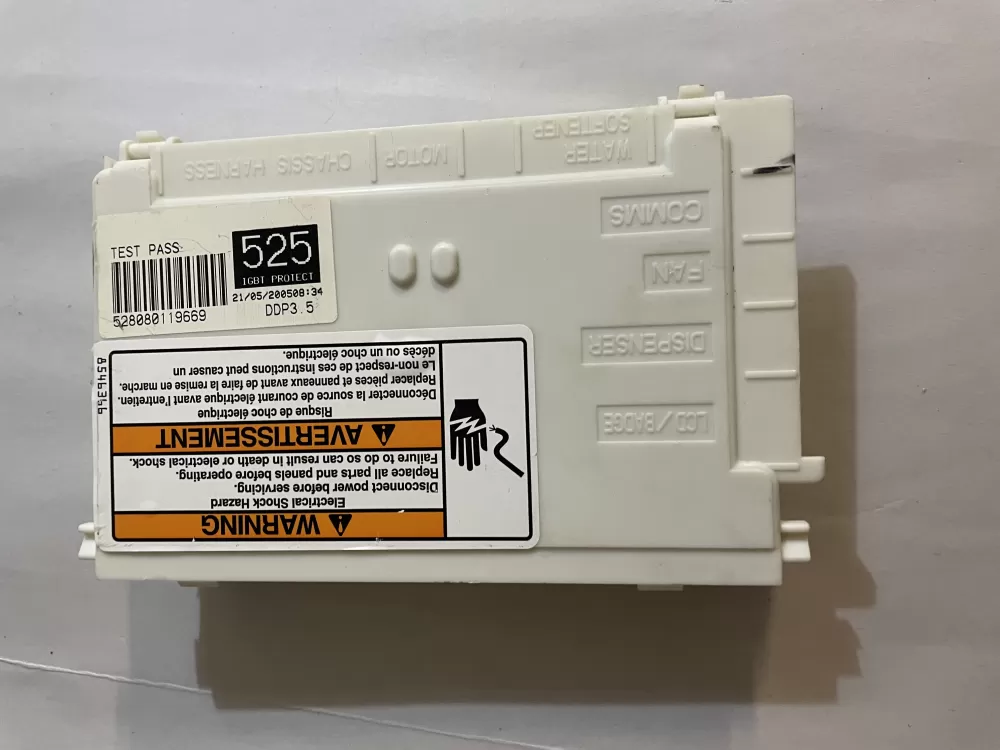 TEST PASS:
525
IGBT PROTECT
21/05/200508:34
528080119669
DDP3.5
WATER
SOFTENER
MOTOR
CHASSIS HARNESS
COMMS
FAN
DISPENSER
LCD/BADGE
WARNING
Electrical Shock Hazard
Disconnect power before servicing.
Replace all parts and panels before operating.
Failure to do so can result in death or electrical shock.
AVERTISSEMENT
Risque de choc électrique
Déconnecter la source de courant électrique avant l'entretien.
Replacer pièces et panneaux avant de faire la remise en marche.
Le non-respect de ces instructions peut causer un
décès ou un choc électrique.